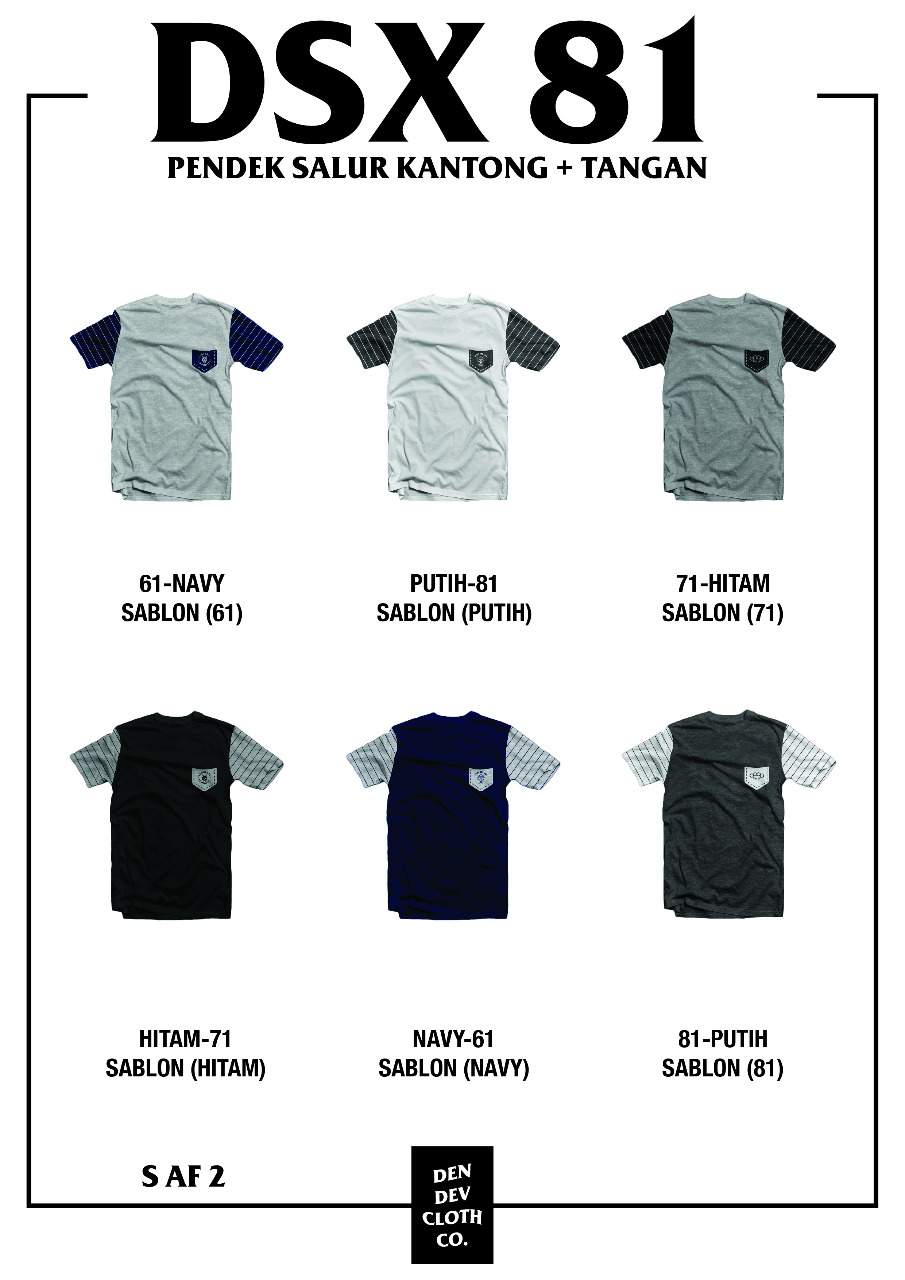 DSX 81
PENDEK SALUR KANTONG + TANGAN
61-NAVY
SABLON (61)
PUTIH-81
SABLON (PUTIH)
71-HITAM
SABLON (71)
HITAM-71
SABLON (HITAM)
NAVY-61
SABLON (NAVY)
81-PUTIH
SABLON (81)
S AF 2
DEN
DEV
CLOTH
CO.